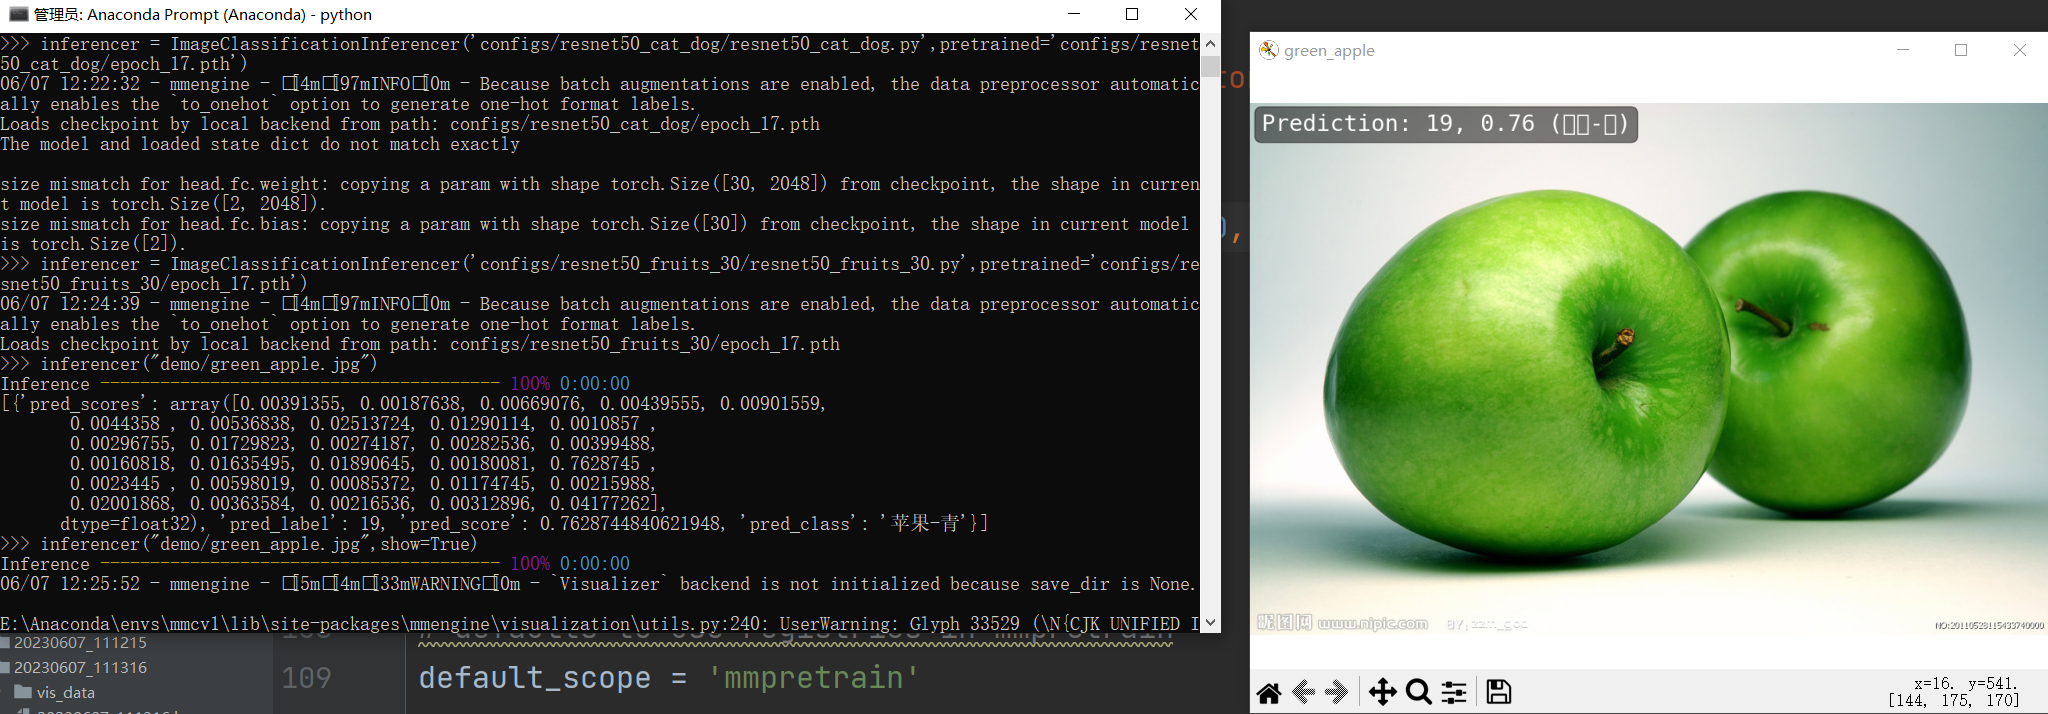 管理员: Anaconda Prompt (Anaconda) - python
>>> inferencer = ImageClassificationInferencer('configs/resnet50_cat_dog/resnet50_cat_dog.py',pretrained='configs/resnet
50_cat_dog/epoch_17.pth')
06/07 12:22:32 - mmengine - □[4m□[97mINFO□[0m - Because batch augmentations are enabled, the data preprocessor automatic
ally enables the `to_onehot` option to generate one-hot format labels.
Loads checkpoint by local backend from path: configs/resnet50_cat_dog/epoch_17.pth
The model and loaded state dict do not match exactly
size mismatch for head.fc.weight: copying a param with shape torch.Size([30, 2048]) from checkpoint, the shape in curren
t model is torch.Size([2, 2048]).
size mismatch for head.fc.bias: copying a param with shape torch.Size([30]) from checkpoint, the shape in current model
is torch.Size([2]).
>>> inferencer = ImageClassificationInferencer('configs/resnet50_fruits_30/resnet50_fruits_30.py',pretrained='configs/re
snet50_fruits_30/epoch_17.pth')
06/07 12:24:39 - mmengine - □[4m□[97mINFO□[0m - Because batch augmentations are enabled, the data preprocessor automatic
ally enables the `to_onehot` option to generate one-hot format labels.
Loads checkpoint by local backend from path: configs/resnet50_fruits_30/epoch_17.pth
>>> inferencer("demo/green_apple.jpg")
Inference ---------------------------------------- 100% 0:00:00
[{'pred_scores': array([0.00391355, 0.00187638, 0.00669076, 0.00439555, 0.00901559,
0.0044358 , 0.00536838, 0.02513724, 0.01290114, 0.0010857 ,
0.00296755, 0.01729823, 0.00274187, 0.00282536, 0.00399488,
0.00160818, 0.01635495, 0.01890645, 0.00180081, 0.7628745 ,
0.0023445 , 0.00598019, 0.00085372, 0.01174745, 0.00215988,
0.02001868, 0.00363584, 0.00216536, 0.00312896, 0.04177262],
dtype=float32), 'pred_label': 19, 'pred_score': 0.7628744840621948, 'pred_class': '苹果-青'}]
>>> inferencer("demo/green_apple.jpg",show=True)
Inference ---------------------------------------- 100% 0:00:00
06/07 12:25:52 - mmengine - □[5m□[4m□[33mWARNING□[0m - `Visualizer` backend is not initialized because save_dir is None.
E:\Anaconda\envs\mmcv1\lib\site-packages\mmengine\visualization\utils.py:240: UserWarning: Glyph 33529 (\N{CJK UNIFIED I
20230607_111215
20230607_111316
vis_data
# defaults to use registries in mmpretrain
109 default_scope = 'mmpretrain'
green_apple
Prediction: 19, 0.76 (□□-□)
昵图网 www.nipic.com BY:zzm_god
NO:20110528115433740000
x=16. y=541.
[144, 175, 170]